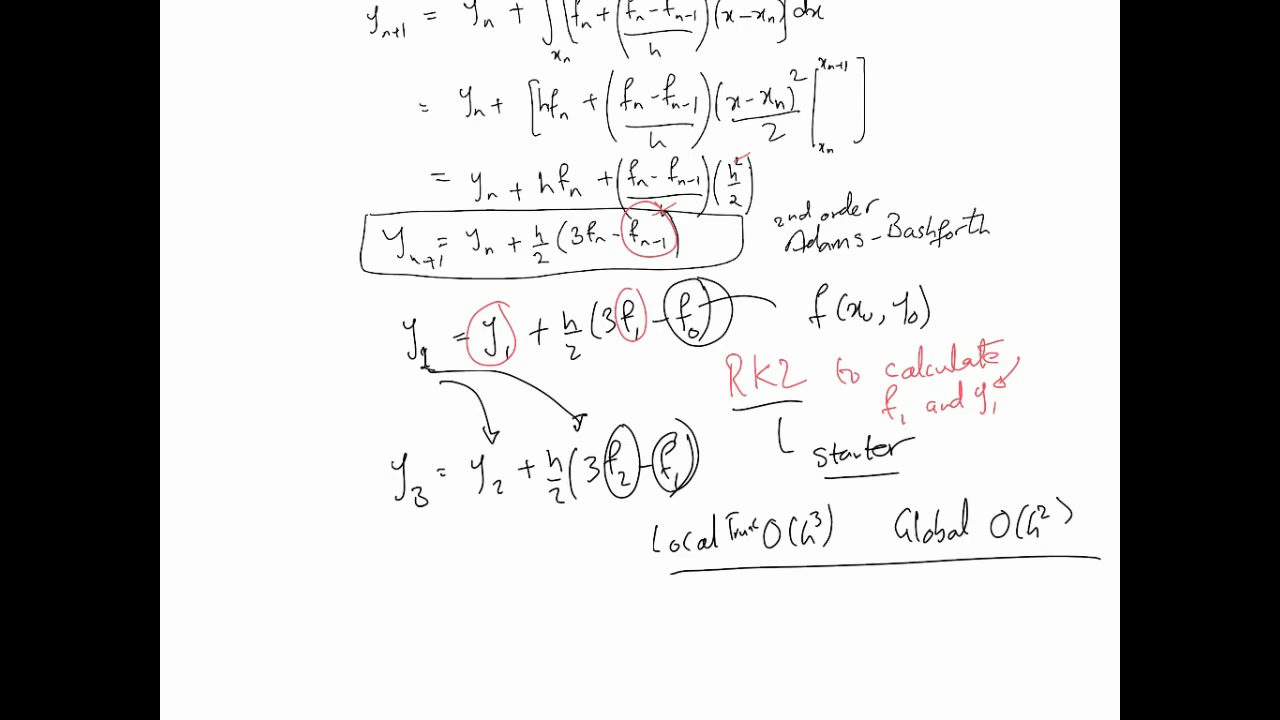 y_{n+1} = y_n + ∫_{x_n} [f_n + ((f_n - f_{n-1})/h)(x - x_n)] dx
= y_n + [hf_n + ((f_n - f_{n-1})/h) (x - x_n)^2/2 |_{x_n}^{x_{n+1}}]
= y_n + hf_n + (f_n - f_{n-1})(h^2/2)
y_{n+1} = y_n + h/2 (3f_n - f_{n-1})
2nd order
Adams-Bashforth
y_2 = y_1 + h/2 (3f_1 - f_0) f(x_0, y_0)
RK2 to calculate
f_1 and y_1
starter
y_3 = y_2 + h/2 (3f_2 - f_1)
Local Trunc O(h^3) Global O(h^2)